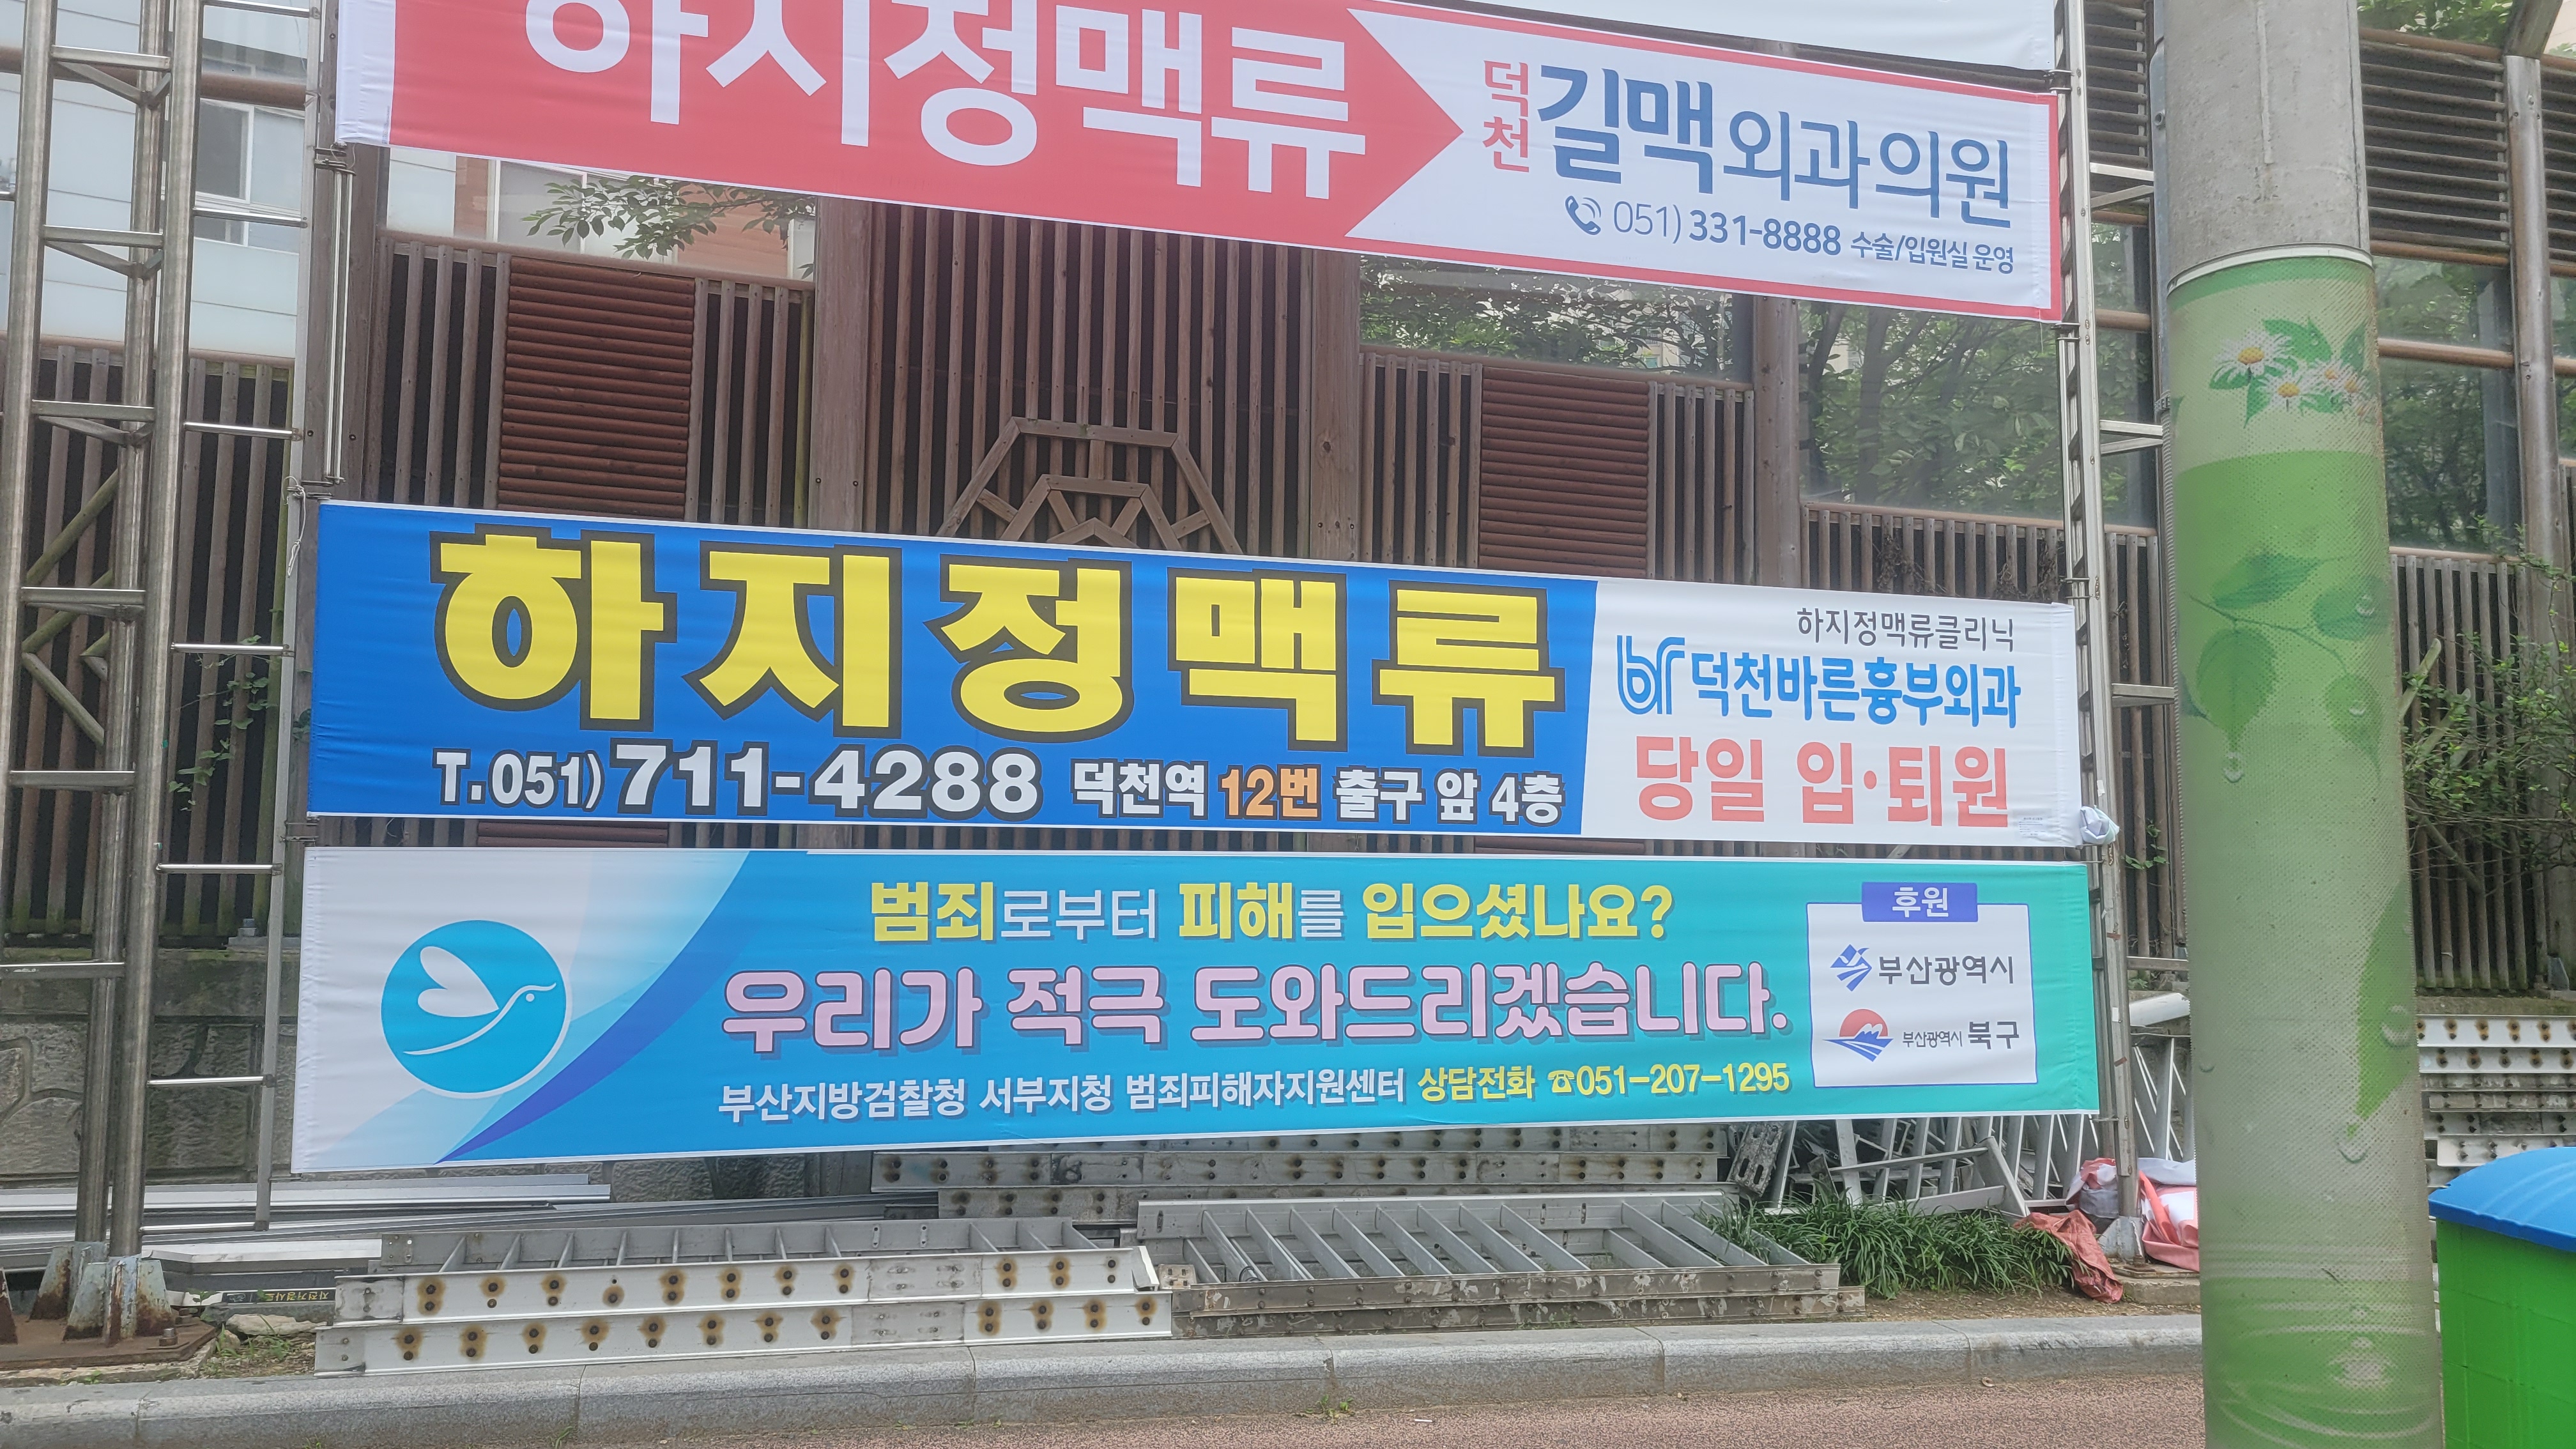 하지정맥류
덕천 길맥외과의원
051) 331-8888 수술/입원실 운영
하지정맥류
T.051) 711-4288 덕천역 12번 출구 앞 4층
하지정맥류클리닉
br 덕천바른흉부외과
당일 입·퇴원
범죄로부터 피해를 입으셨나요?
우리가 적극 도와드리겠습니다.
부산지방검찰청 서부지청 범죄피해자지원센터 상담전화 ☎051-207-1295
후원
부산광역시
부산광역시 북구